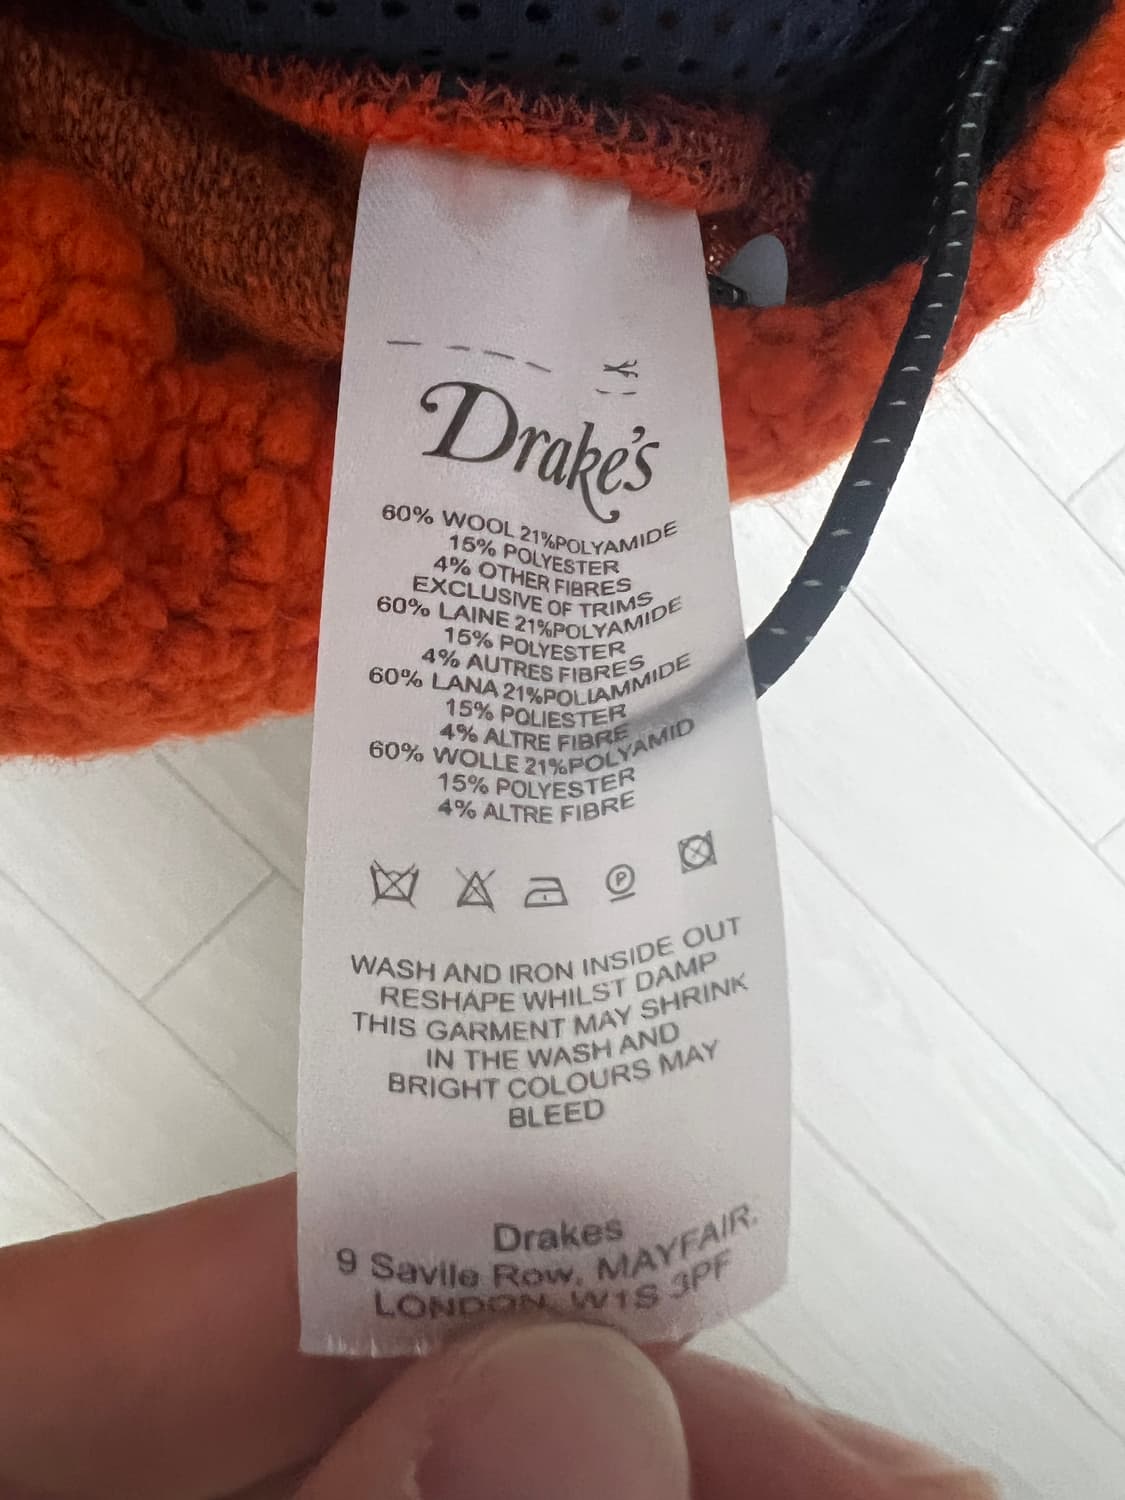 Drake's
60% WOOL 21%POLYAMIDE
15% POLYESTER
4% OTHER FIBRES
EXCLUSIVE OF TRIMS
60% LAINE 21%POLYAMIDE
15% POLYESTER
4% AUTRES FIBRES
60% LANA 21%POLIAMMIDE
15% POLIESTER
4% ALTRE FIBRE
60% WOLLE 21%POLYAMID
15% POLYESTER
4% ALTRE FIBRE
P
WASH AND IRON INSIDE OUT
RESHAPE WHILST DAMP
THIS GARMENT MAY SHRINK
IN THE WASH AND
BRIGHT COLOURS MAY
BLEED
Drakes
9 Savile Row, MAYFAIR,
LONDON, W1S 3PF